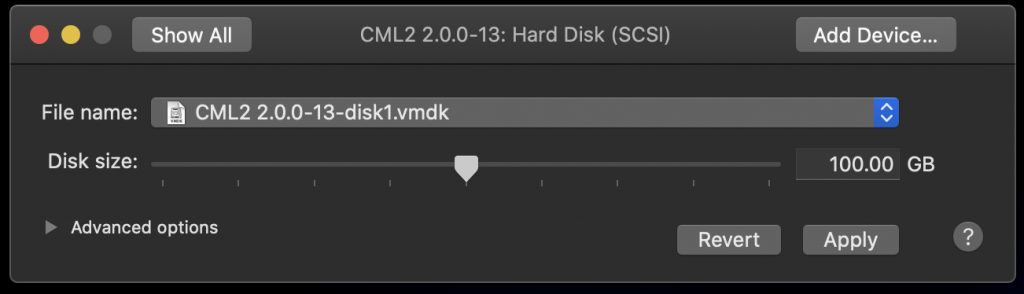 Show All CML2 2.0.0-13: Hard Disk (SCSI) Add Device...
File name: CML2 2.0.0-13-disk1.vmdk
Disk size: 100.00 GB
Advanced options Revert Apply ?